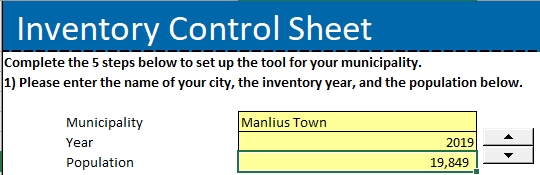 Inventory Control Sheet
Complete the 5 steps below to set up the tool for your municipality.
1) Please enter the name of your city, the inventory year, and the population below.
Municipality Manlius Town
Year 2019
Population 19,849